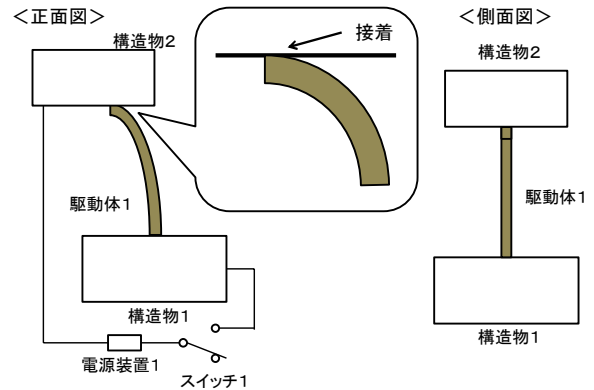 ＜正面図＞
構造物2
接着
駆動体1
構造物1
電源装置1
スイッチ1
＜側面図＞
構造物2
駆動体1
構造物1